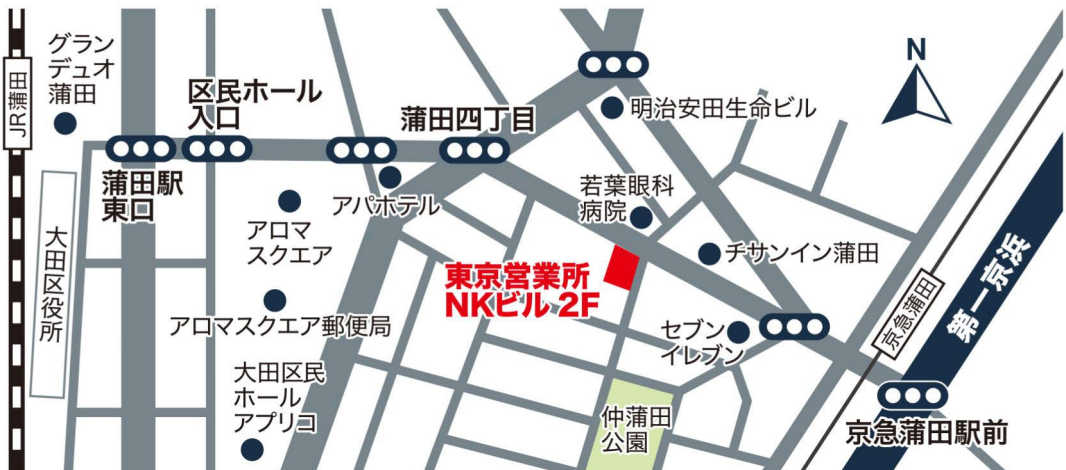 グラン
デュオ
蒲田
JR蒲田
区民ホール
入口
蒲田四丁目
明治安田生命ビル
N
蒲田駅
東口
アパホテル
若葉眼科
病院
アロマ
スクエア
チサンイン蒲田
大田区役所
東京営業所
NKビル 2F
第一京浜
京急蒲田
アロマスクエア郵便局
セブン
イレブン
大田区民
ホール
アプリコ
仲蒲田
公園
京急蒲田駅前